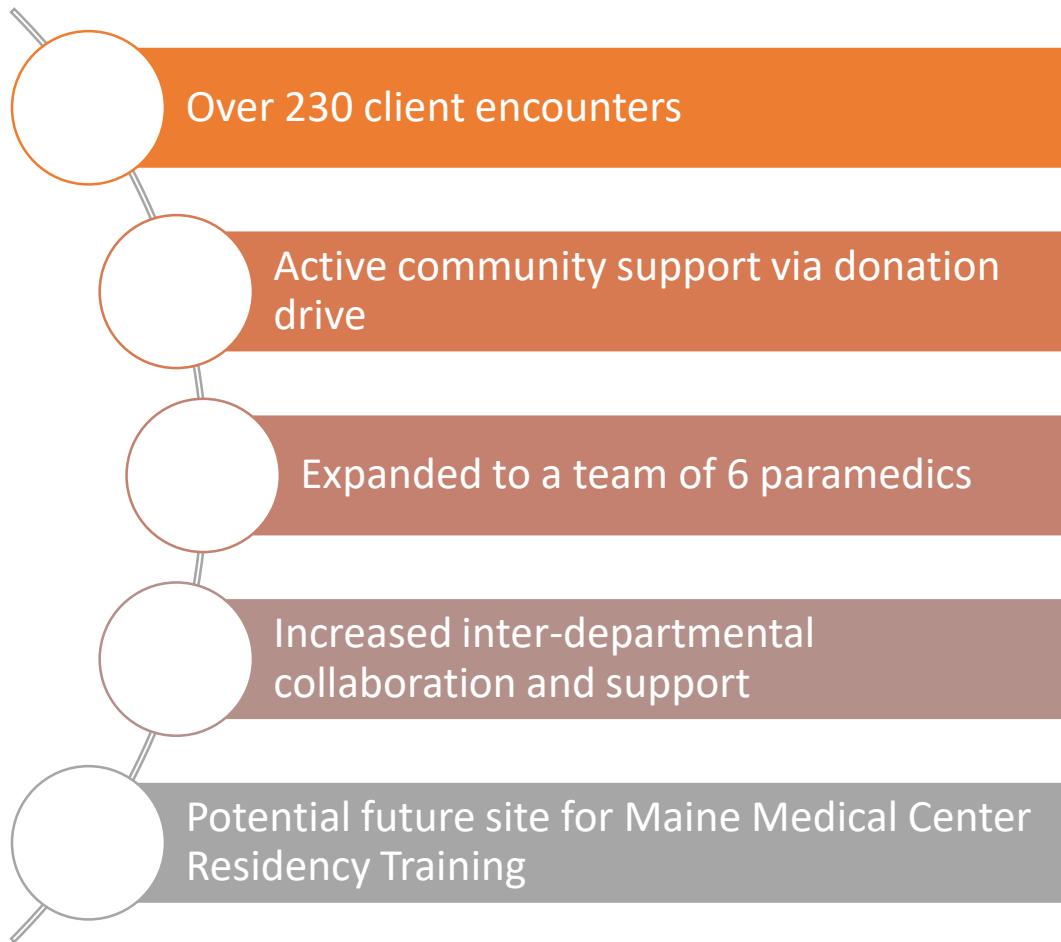 Over 230 client encounters
Active community support via donation
drive
Expanded to a team of 6 paramedics
Increased inter-departmental
collaboration and support
Potential future site for Maine Medical Center
Residency Training